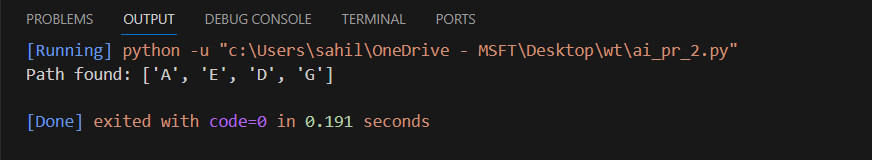 PROBLEMS OUTPUT DEBUG CONSOLE TERMINAL PORTS
[Running] python -u "c:\Users\sahil\OneDrive - MSFT\Desktop\wt\ai_pr_2.py"
Path found: ['A', 'E', 'D', 'G']
[Done] exited with code=0 in 0.191 seconds